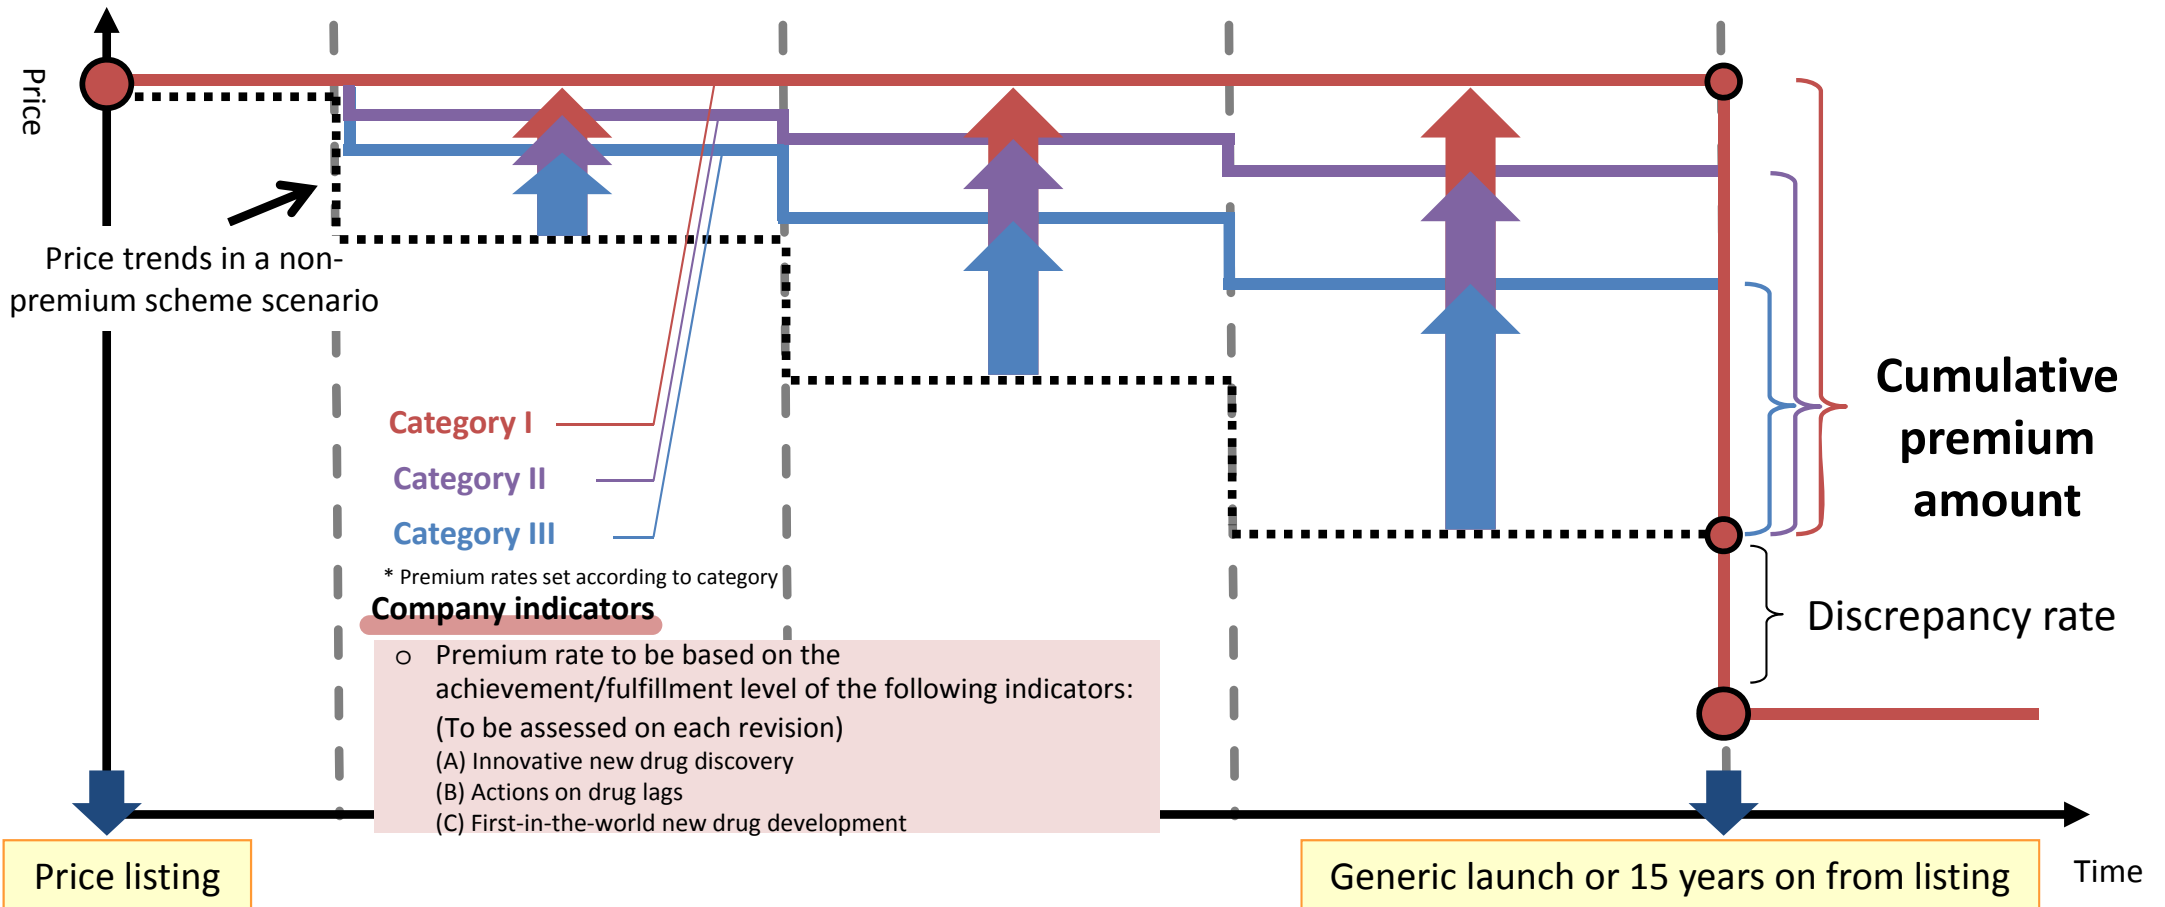 Price
Price trends in a non-
premium scheme scenario
Category I
Category II
Category III
* Premium rates set according to category
Company indicators
o Premium rate to be based on the
achievement/fulfillment level of the following indicators:
(To be assessed on each revision)
(A) Innovative new drug discovery
(B) Actions on drug lags
(C) First-in-the-world new drug development
Cumulative
premium
amount
Discrepancy rate
Price listing
Generic launch or 15 years on from listing
Time